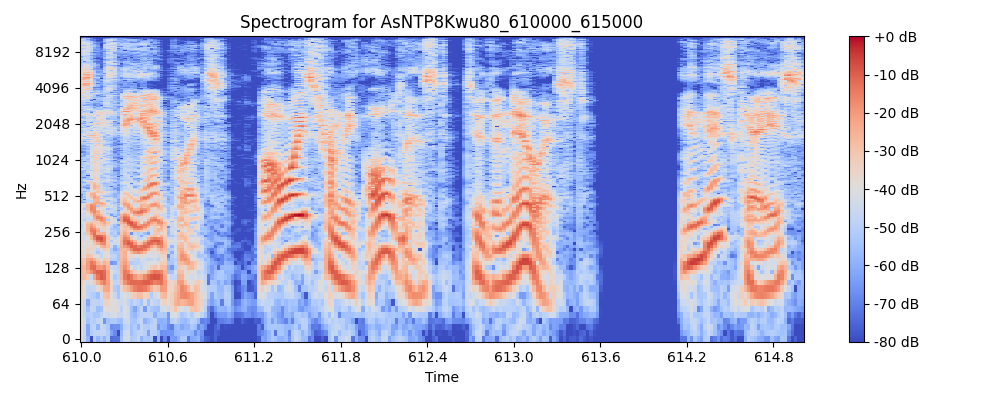 Spectrogram for AsNTP8Kwu80_610000_615000
Hz
8192
4096
2048
1024
512
256
128
64
0
610.0 610.6 611.2 611.8 612.4 613.0 613.6 614.2 614.8
Time
+0 dB
-10 dB
-20 dB
-30 dB
-40 dB
-50 dB
-60 dB
-70 dB
-80 dB